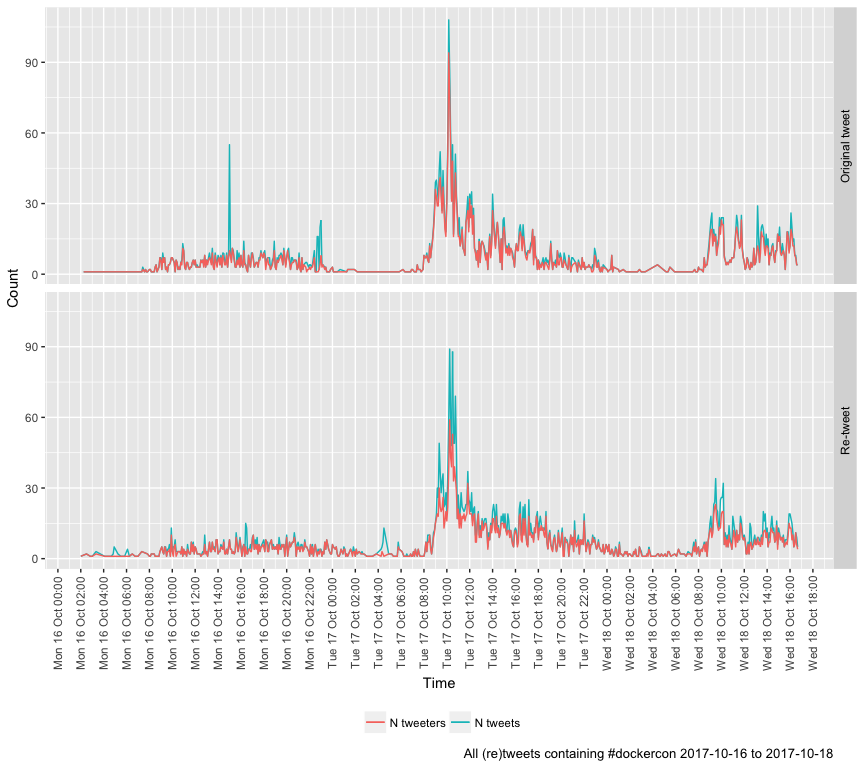 Count
90
60
30
0
Original tweet
90
60
30
0
Re-tweet
Mon 16 Oct 00:00
Mon 16 Oct 02:00
Mon 16 Oct 04:00
Mon 16 Oct 06:00
Mon 16 Oct 08:00
Mon 16 Oct 10:00
Mon 16 Oct 12:00
Mon 16 Oct 14:00
Mon 16 Oct 16:00
Mon 16 Oct 18:00
Mon 16 Oct 20:00
Mon 16 Oct 22:00
Tue 17 Oct 00:00
Tue 17 Oct 02:00
Tue 17 Oct 04:00
Tue 17 Oct 06:00
Tue 17 Oct 08:00
Tue 17 Oct 10:00
Tue 17 Oct 12:00
Tue 17 Oct 14:00
Tue 17 Oct 16:00
Tue 17 Oct 18:00
Tue 17 Oct 20:00
Tue 17 Oct 22:00
Wed 18 Oct 00:00
Wed 18 Oct 02:00
Wed 18 Oct 04:00
Wed 18 Oct 06:00
Wed 18 Oct 08:00
Wed 18 Oct 10:00
Wed 18 Oct 12:00
Wed 18 Oct 14:00
Wed 18 Oct 16:00
Wed 18 Oct 18:00
Time
N tweeters N tweets
All (re)tweets containing #dockercon 2017-10-16 to 2017-10-18